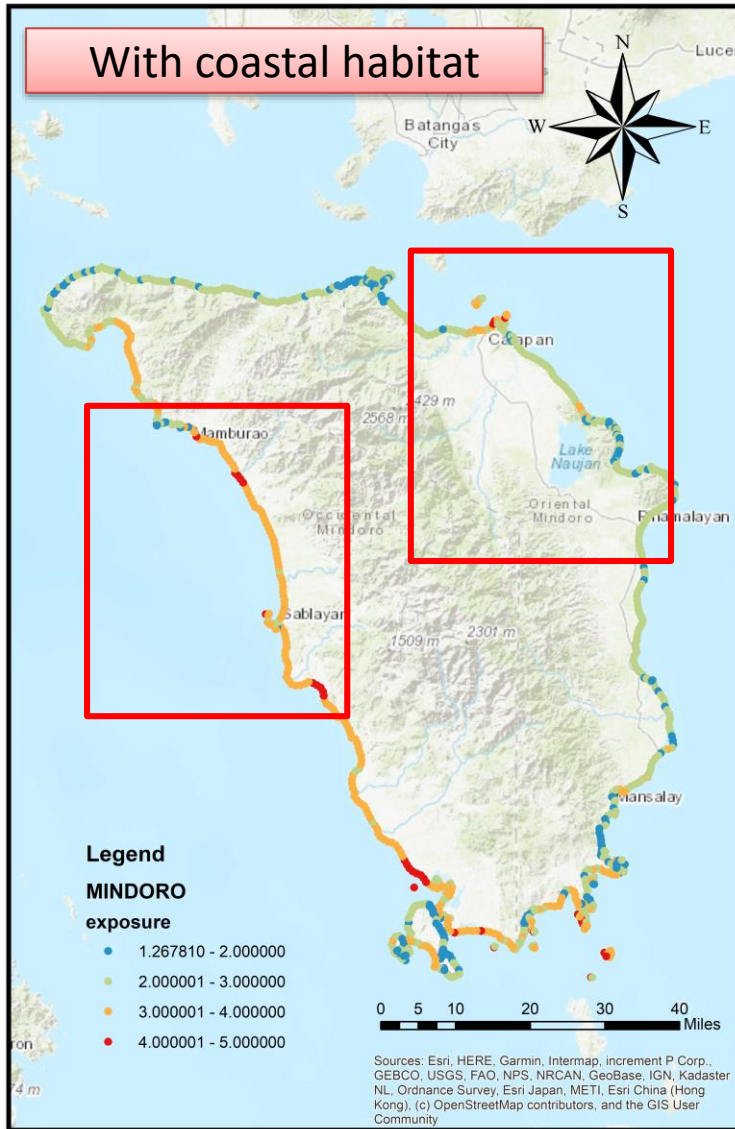 With coastal habitat
Lucer
N
W
E
S
Batangas
City
Calapan
2429 m
2568 m
Mamburao
Lake
Naujan
Occidental
Mindoro
Oriental
Mindoro
Pinamalayan
Sablayan
1509 m
2301 m
Mansalay
Legend
MINDORO
exposure
1.267810 - 2.000000
2.000001 - 3.000000
3.000001 - 4.000000
4.000001 - 5.000000
0 5 10 20 30 40
Miles
ron
74 m
Sources: Esri, HERE, Garmin, Intermap, increment P Corp.,
GEBCO, USGS, FAO, NPS, NRCAN, GeoBase, IGN, Kadaster
NL, Ordnance Survey, Esri Japan, METI, Esri China (Hong
Kong), (c) OpenStreetMap contributors, and the GIS User
Community